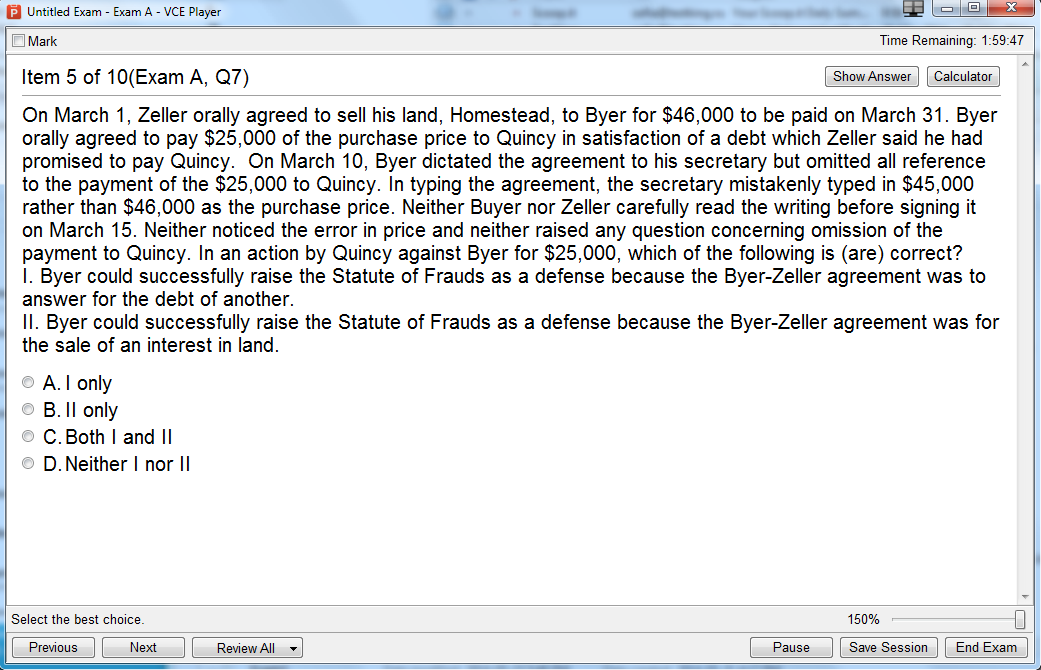 Untitled Exam - Exam A - VCE Player
Mark
Time Remaining: 1:59:47
Item 5 of 10(Exam A, Q7)
Show Answer
Calculator
On March 1, Zeller orally agreed to sell his land, Homestead, to Byer for $46,000 to be paid on March 31. Byer
orally agreed to pay $25,000 of the purchase price to Quincy in satisfaction of a debt which Zeller said he had
promised to pay Quincy.  On March 10, Byer dictated the agreement to his secretary but omitted all reference
to the payment of the $25,000 to Quincy. In typing the agreement, the secretary mistakenly typed in $45,000
rather than $46,000 as the purchase price. Neither Buyer nor Zeller carefully read the writing before signing it
on March 15. Neither noticed the error in price and neither raised any question concerning omission of the
payment to Quincy. In an action by Quincy against Byer for $25,000, which of the following is (are) correct?
I. Byer could successfully raise the Statute of Frauds as a defense because the Byer-Zeller agreement was to
answer for the debt of another.
II. Byer could successfully raise the Statute of Frauds as a defense because the Byer-Zeller agreement was for
the sale of an interest in land.
A. I only
B. II only
C. Both I and II
D. Neither I nor II
Select the best choice.
150%
Previous
Next
Review All
Pause
Save Session
End Exam